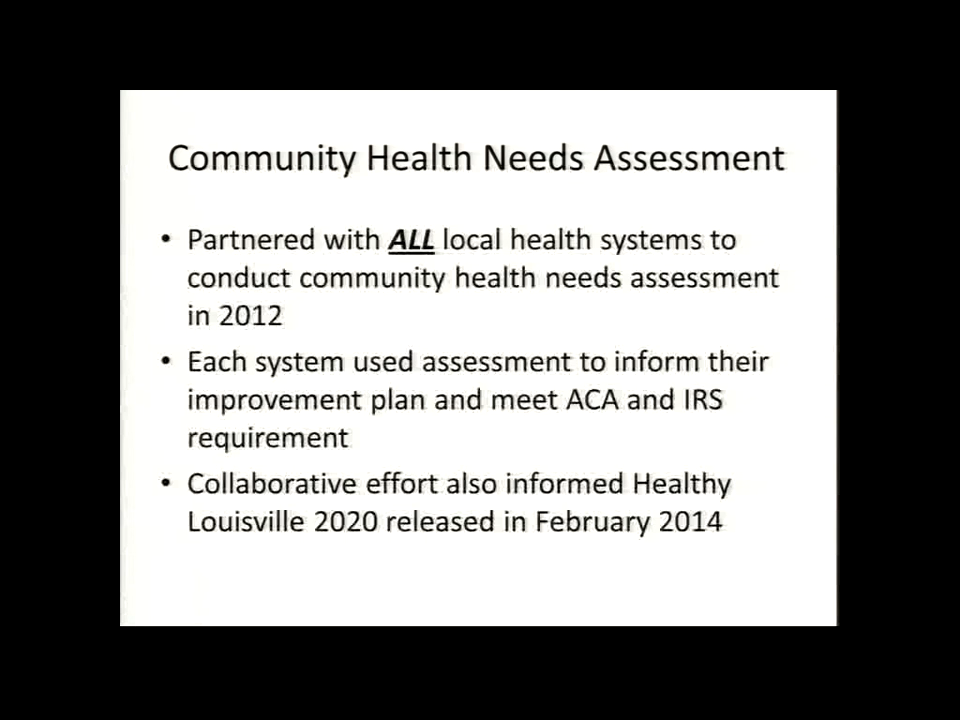 Community Health Needs Assessment
• Partnered with ALL local health systems to
conduct community health needs assessment
in 2012
• Each system used assessment to inform their
improvement plan and meet ACA and IRS
requirement
• Collaborative effort also informed Healthy
Louisville 2020 released in February 2014